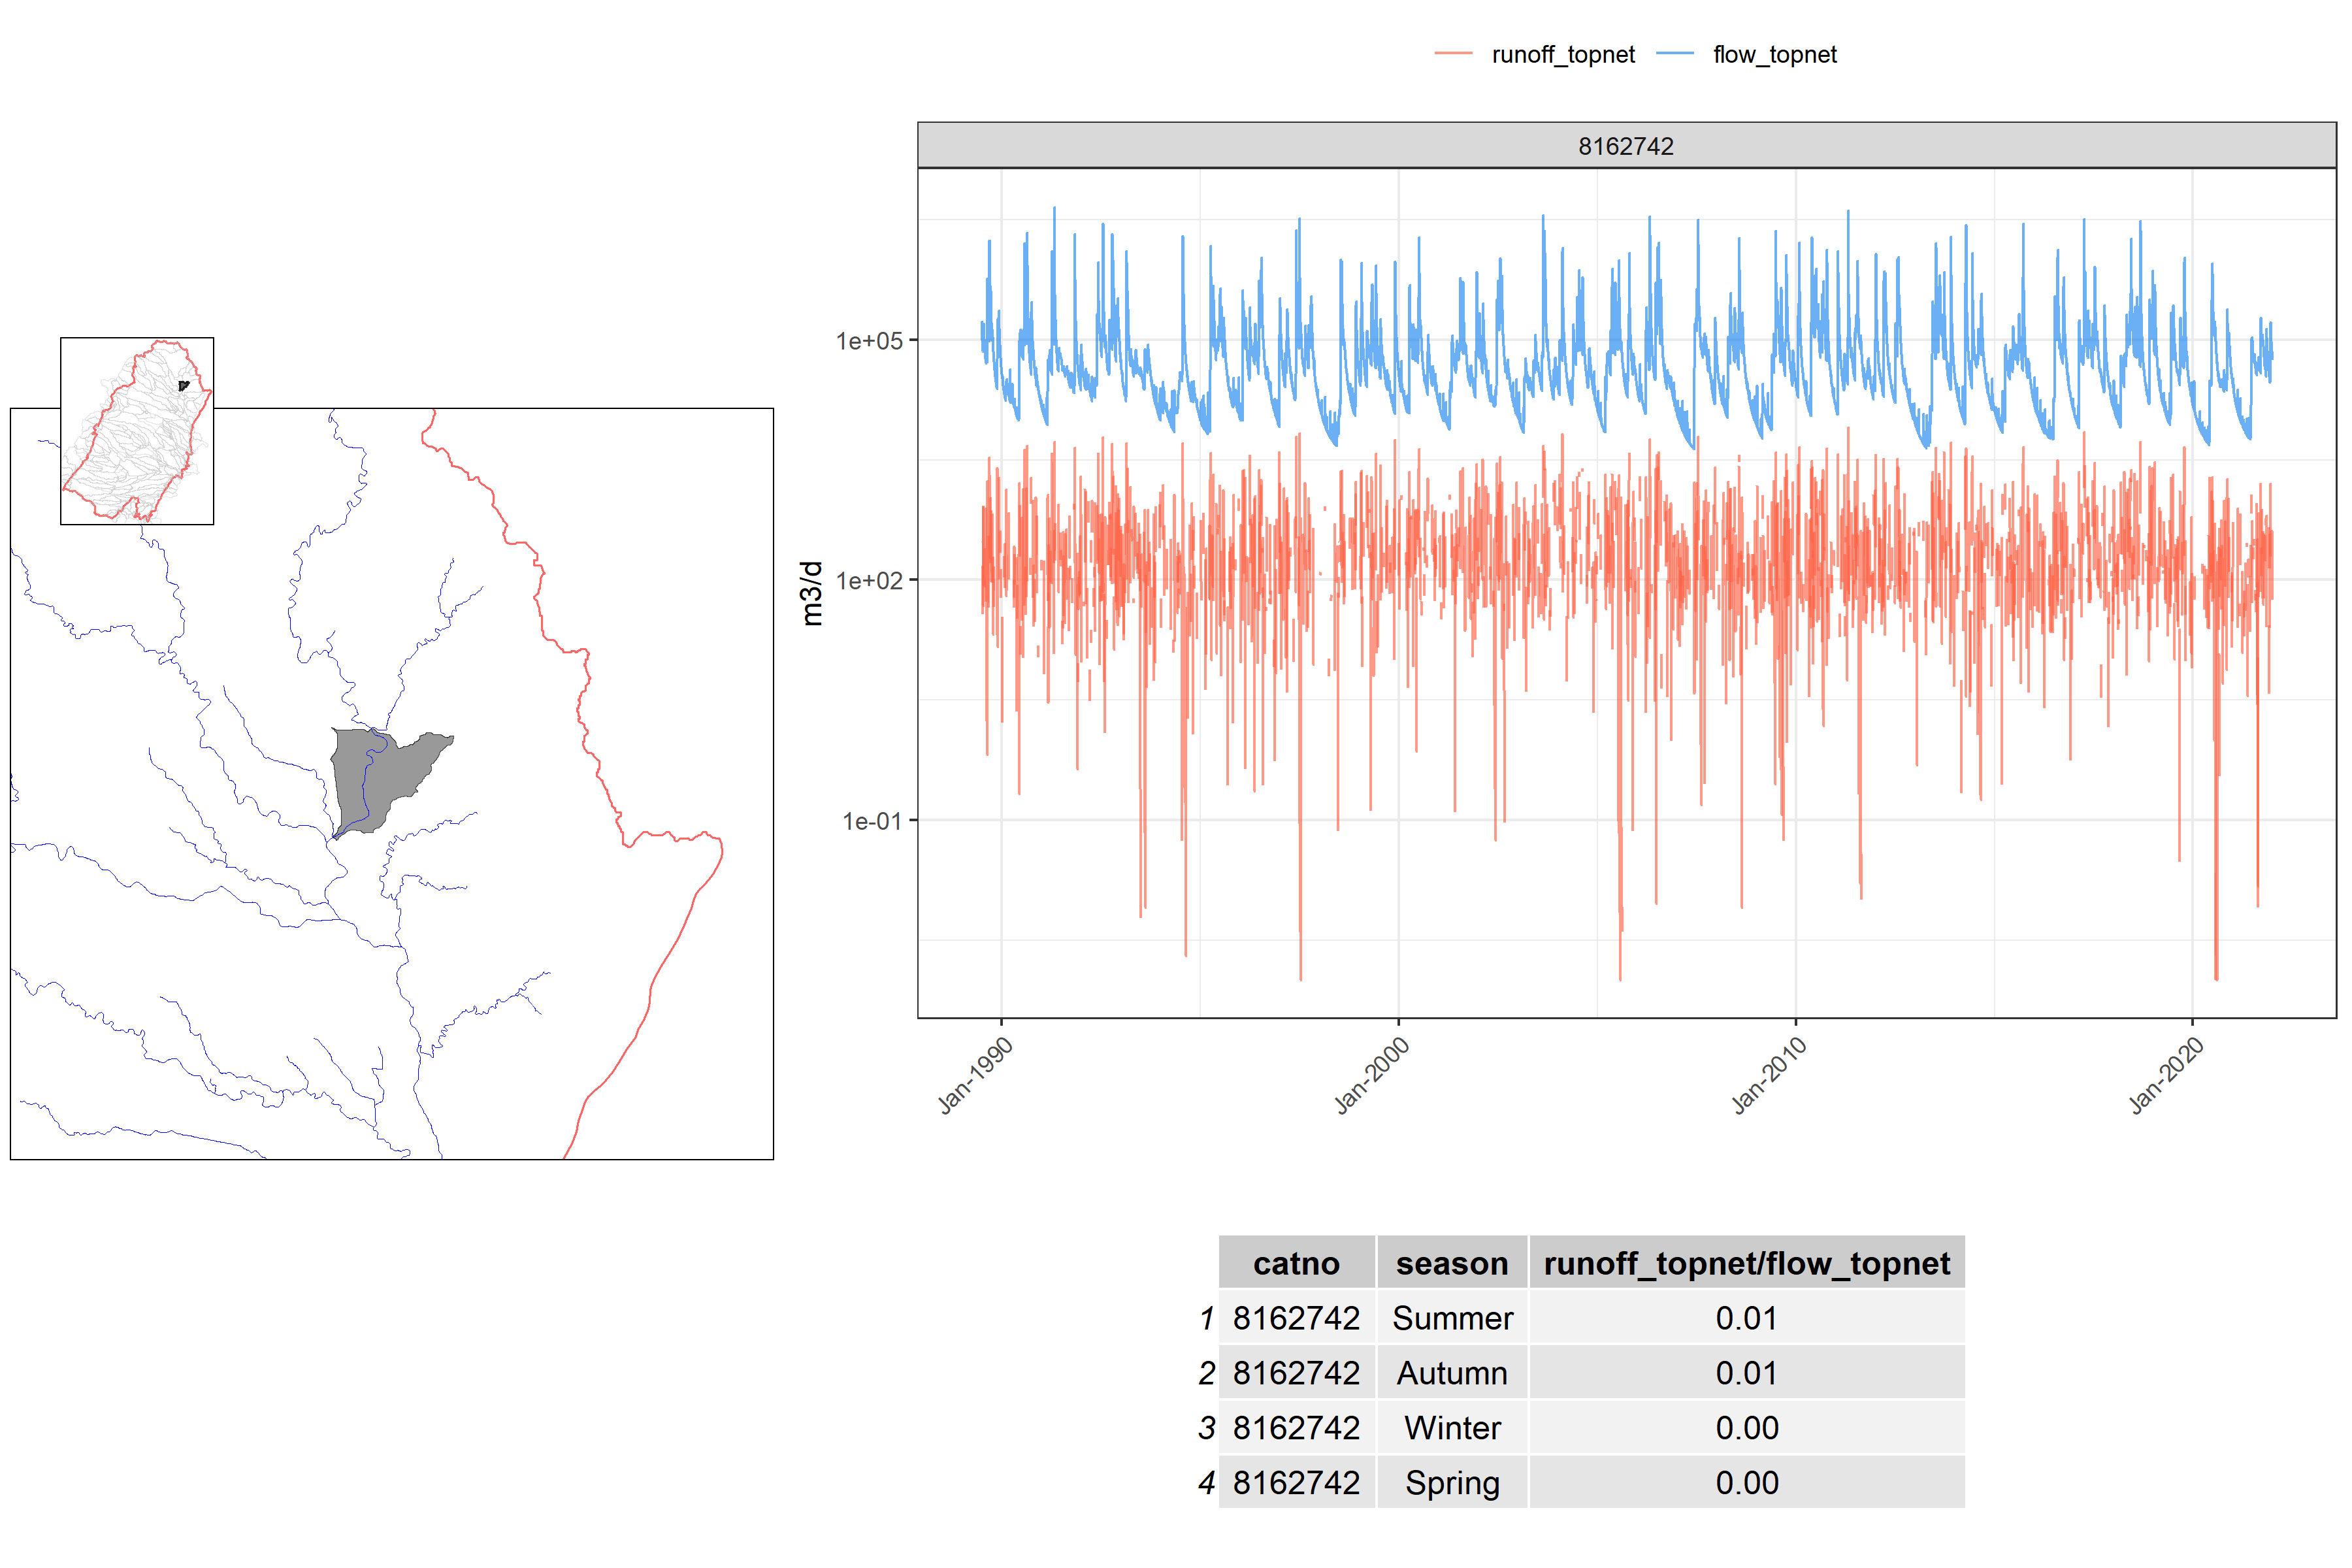 runoff_topnet flow_topnet
8162742
m3/d
1e+05
1e+02
1e-01
Jan-1990 Jan-2000 Jan-2010 Jan-2020
catno season runoff_topnet/flow_topnet
1 8162742 Summer 0.01
2 8162742 Autumn 0.01
3 8162742 Winter 0.00
4 8162742 Spring 0.00